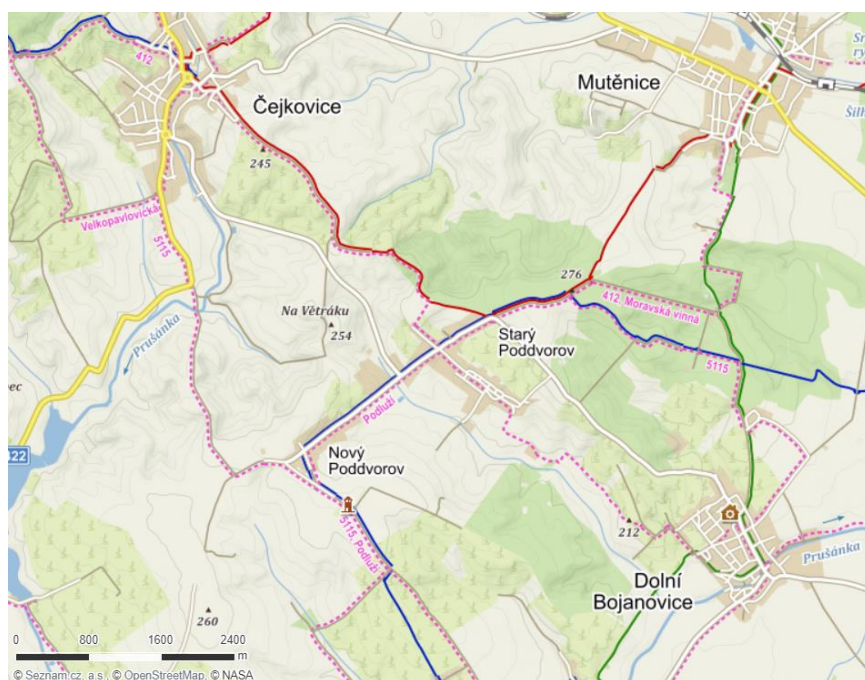 412
Čejkovice
Mutěnice
245
Velkopavlovická
5115
276
412, Moravská vinná
Na Větráku
254
Starý
Poddvorov
Prušánka
5115
Podluží
422
Nový
Poddvorov
5115, Podluží
212
Prušánka
Dolní
Bojanovice
260
0 800 1600 2400
m
© Seznam.cz, a.s., © OpenStreetMap, © NASA